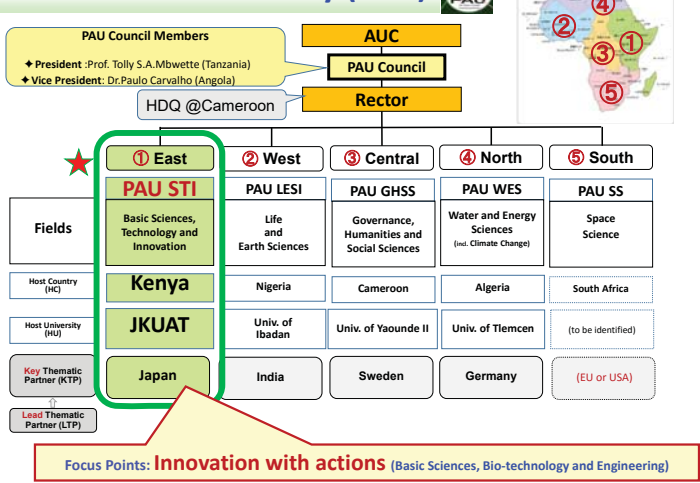 PAU
PAU Council Members
✦ President :Prof. Tolly S.A.Mbwette (Tanzania)
✦ Vice President: Dr.Paulo Carvalho (Angola)
AUC
PAU Council
HDQ @Cameroon
Rector
④
②
①
③
⑤
① East
② West
③ Central
④ North
⑤ South
PAU STI
PAU LESI
PAU GHSS
PAU WES
PAU SS
Fields
Basic Sciences,
Technology and
Innovation
Life
and
Earth Sciences
Governance,
Humanities and
Social Sciences
Water and Energy
Sciences
(incl. Climate Change)
Space
Science
Host Country
(HC)
Kenya
Nigeria
Cameroon
Algeria
South Africa
Host University
(HU)
JKUAT
Univ. of
Ibadan
Univ. of Yaounde II
Univ. of Tlemcen
(to be identified)
Key Thematic
Partner (KTP)
Japan
India
Sweden
Germany
(EU or USA)
Lead Thematic
Partner (LTP)
Focus Points: Innovation with actions (Basic Sciences, Bio-technology and Engineering)